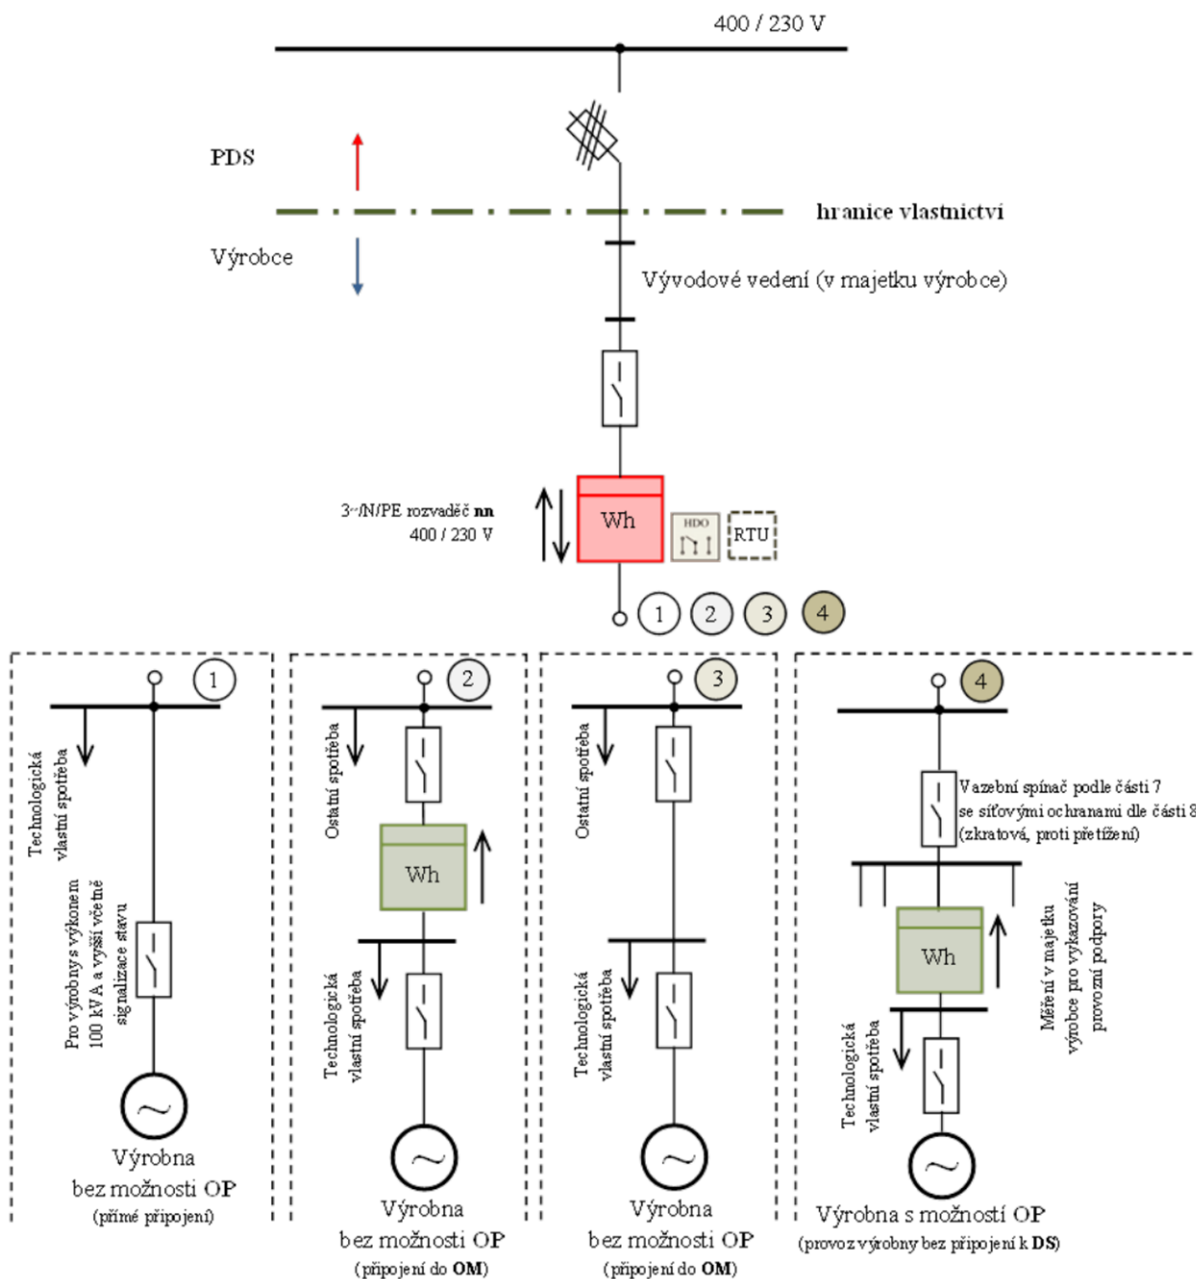 400 / 230 V
PDS
hranice vlastnictví
Výrobce
Vývodové vedení (v majetku výrobce)
3~/N/PE rozvaděč nn
400 / 230 V
Wh
HDO
RTU
1
2
3
4
1
Technologická
vlastní spotřeba
Pro výrobny s výkonem
100 kVA a vyšší včetně
signalizace stavu
Výrobna
bez možnosti OP
(přímé připojení)
2
Ostatní spotřeba
Wh
Technologická
vlastní spotřeba
Výrobna
bez možnosti OP
(připojení do OM)
3
Ostatní spotřeba
Technologická
vlastní spotřeba
Výrobna
bez možnosti OP
(připojení do OM)
4
Vazební spínač podle části 7
se síťovými ochranami dle části 8
(zkratová, proti přetížení)
Wh
Měření v majetku
výrobce pro vykazování
provozní podpory
Technologická
vlastní spotřeba
Výrobna s možností OP
(provoz výrobny bez připojení k DS)